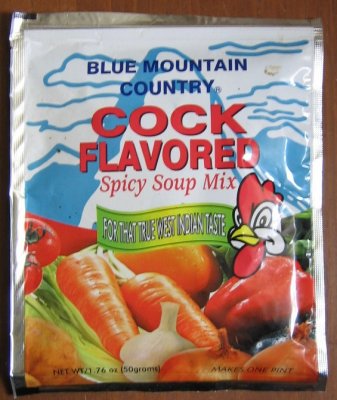 BLUE MOUNTAIN
COUNTRY®
COCK
FLAVORED
Spicy Soup Mix
FOR THAT TRUE WEST INDIAN TASTE
NET WT/1.76 oz (50grams)
MAKES ONE PINT